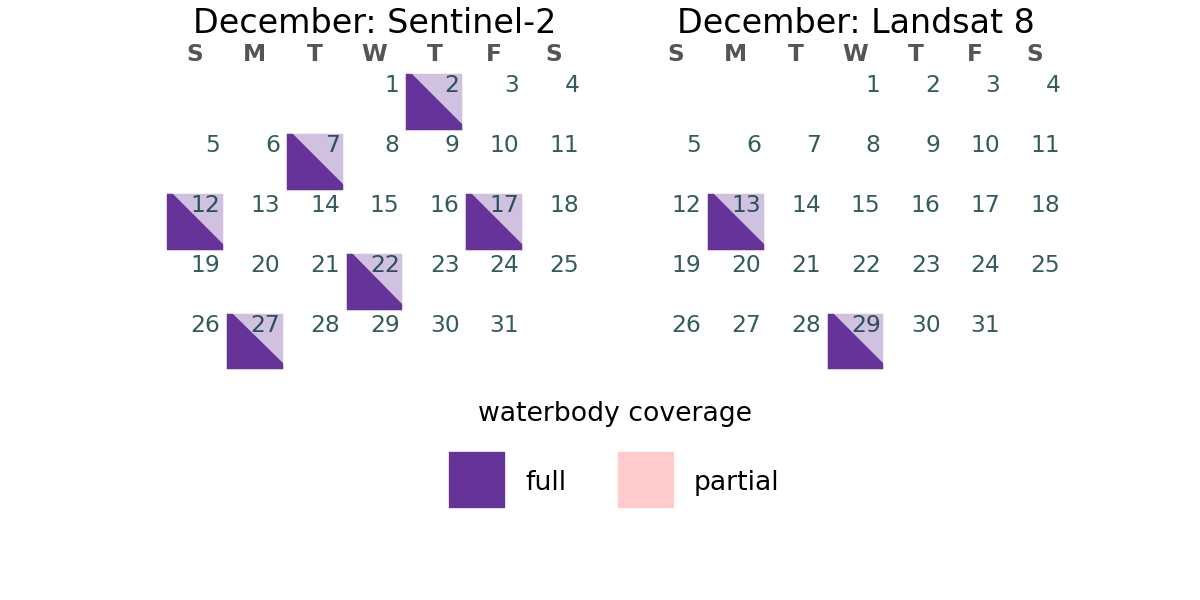 December: Sentinel-2
S M T W T F S
1 2 3 4
5 6 7 8 9 10 11
12 13 14 15 16 17 18
19 20 21 22 23 24 25
26 27 28 29 30 31
December: Landsat 8
S M T W T F S
1 2 3 4
5 6 7 8 9 10 11
12 13 14 15 16 17 18
19 20 21 22 23 24 25
26 27 28 29 30 31
waterbody coverage
full partial